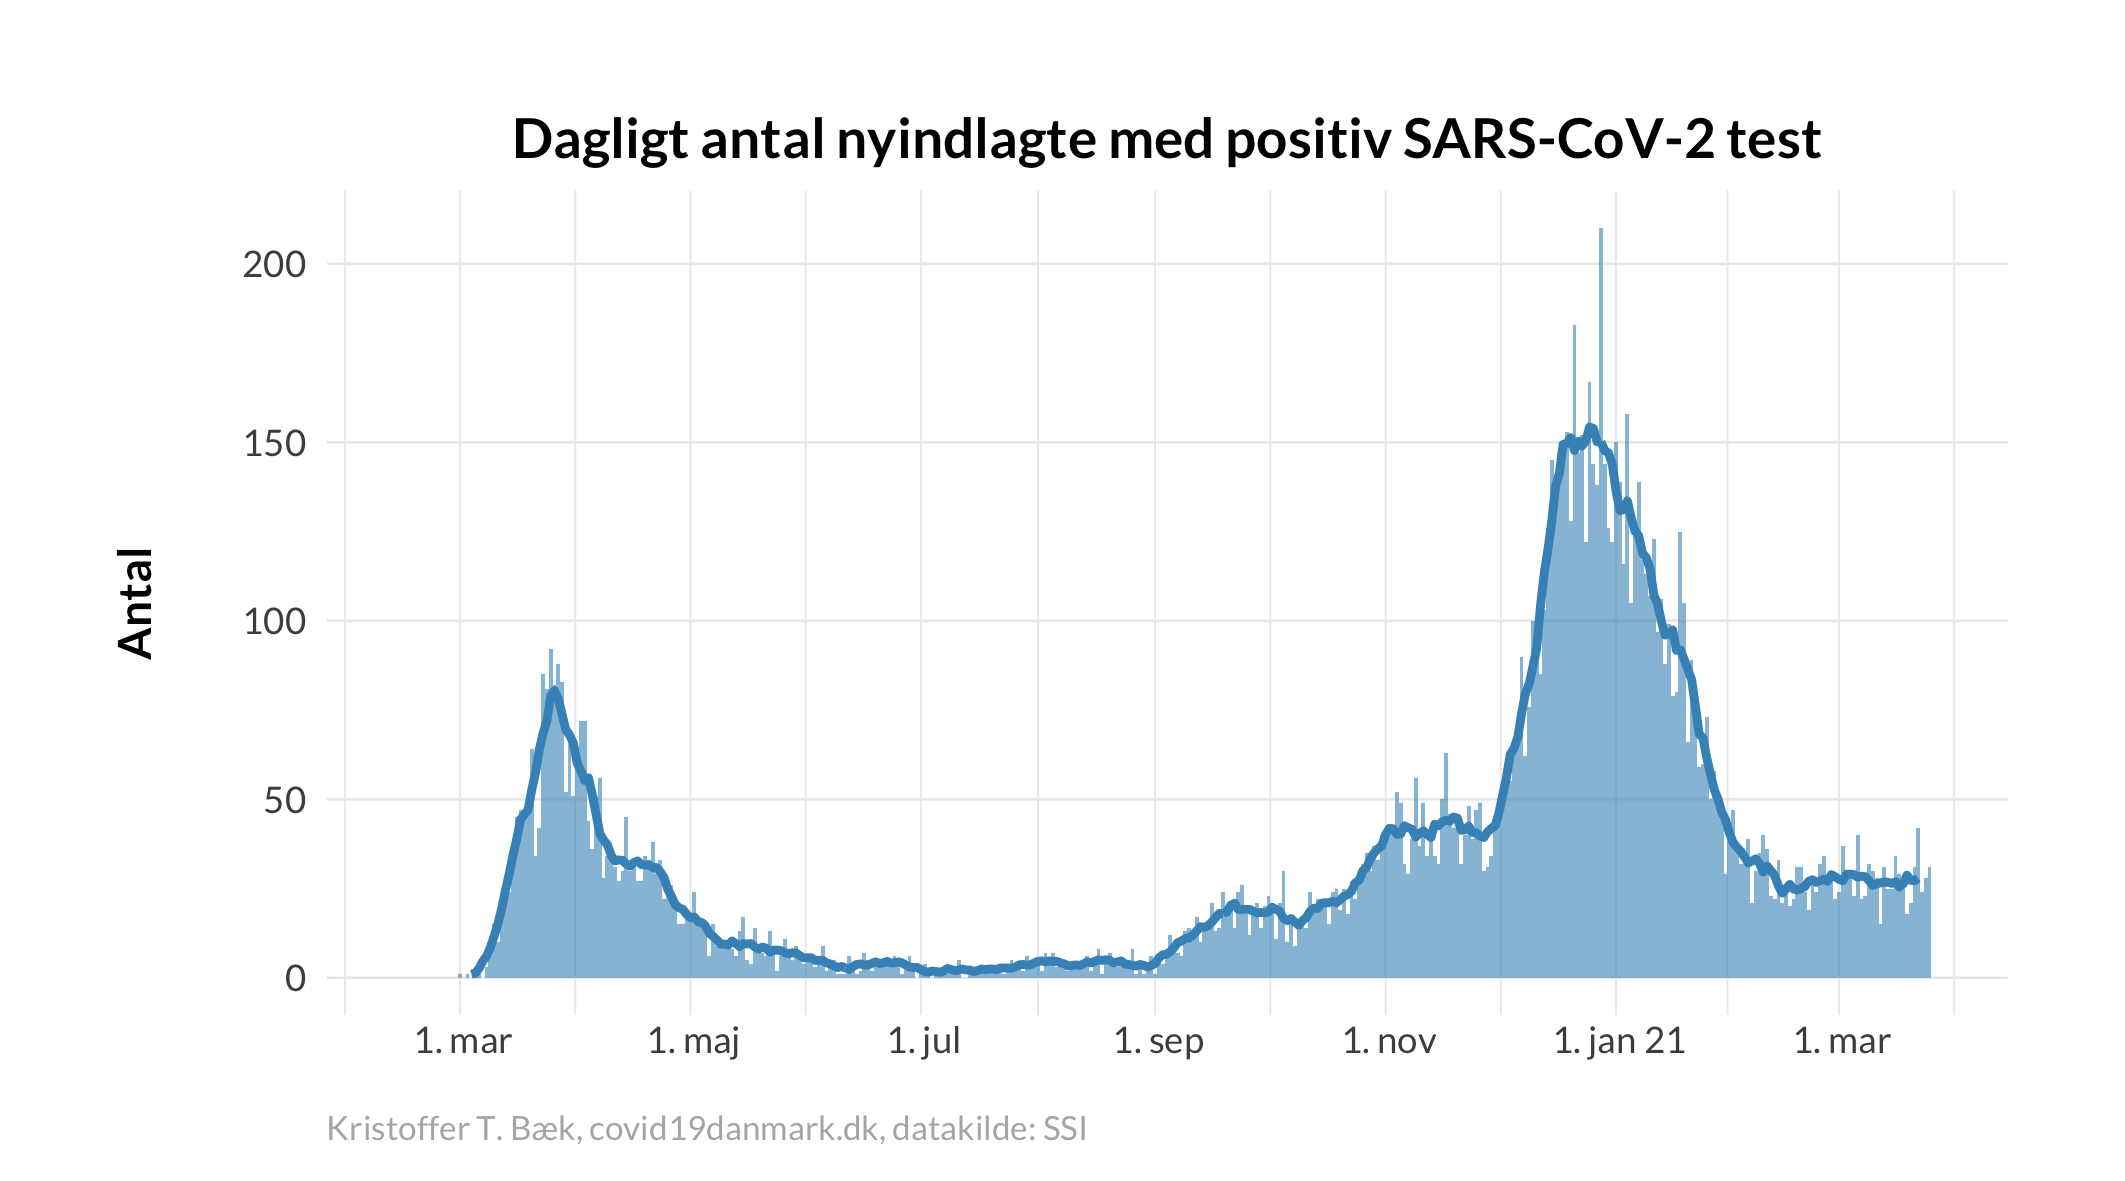 Dagligt antal nyindlagte med positiv SARS-CoV-2 test
Antal
200
150
100
50
0
1. mar
1. maj
1. jul
1. sep
1. nov
1. jan 21
1. mar
Kristoffer T. Bæk, covid19danmark.dk, datakilde: SSI